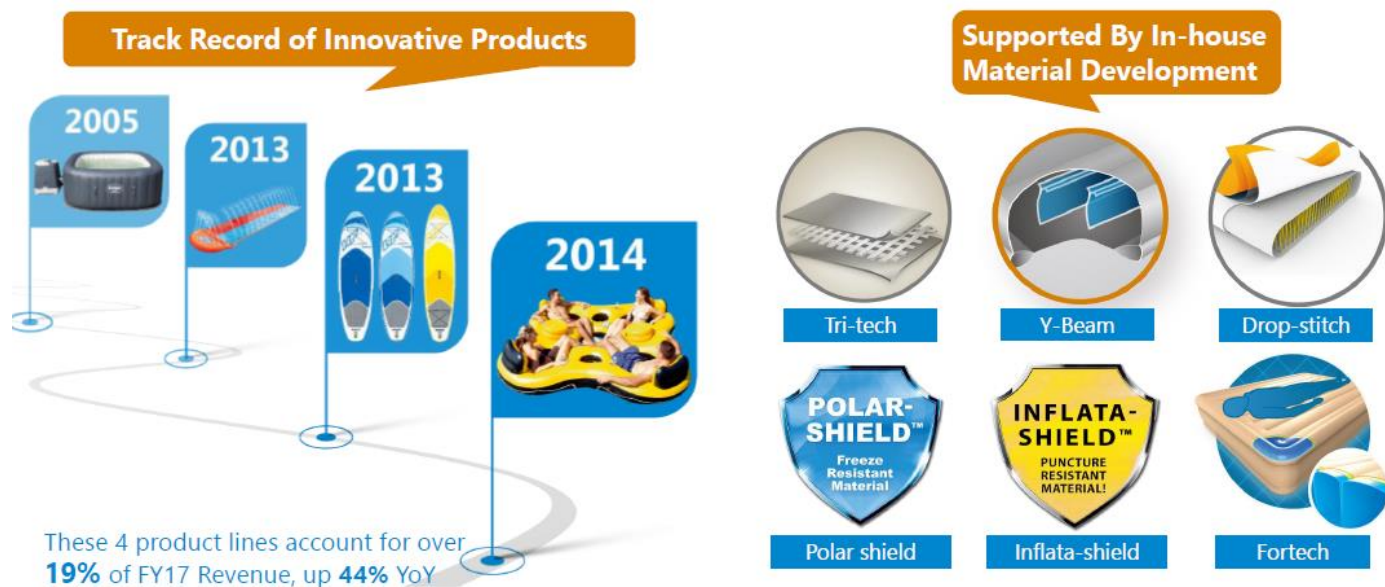 Track Record of Innovative Products
2005
2013
2013
2014
These 4 product lines account for over
19% of FY17 Revenue, up 44% YoY
Supported By In-house
Material Development
Tri-tech
Y-Beam
Drop-stitch
POLAR-
SHIELD™
Freeze
Resistant
Material
INFLATA-
SHIELD™
PUNCTURE
RESISTANT
MATERIAL!
Polar shield
Inflata-shield
Fortech